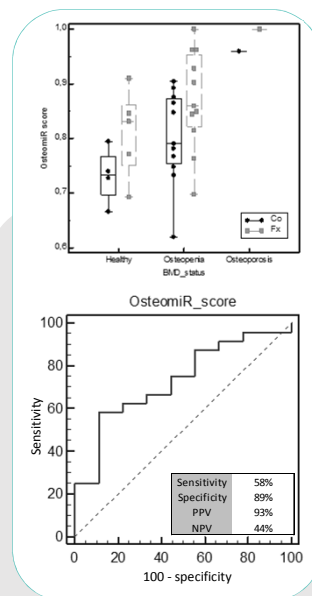 1,0
0,9
0,8
0,7
0,6
OsteomiR score
Co
Fx
Healthy
Osteopenia
Osteoporosis
BMD_status
OsteomiR_score
100
80
60
40
20
0
Sensitivity
Sensitivity 58%
Specificity 89%
PPV 93%
NPV 44%
0 20 40 60 80 100
100 - specificity